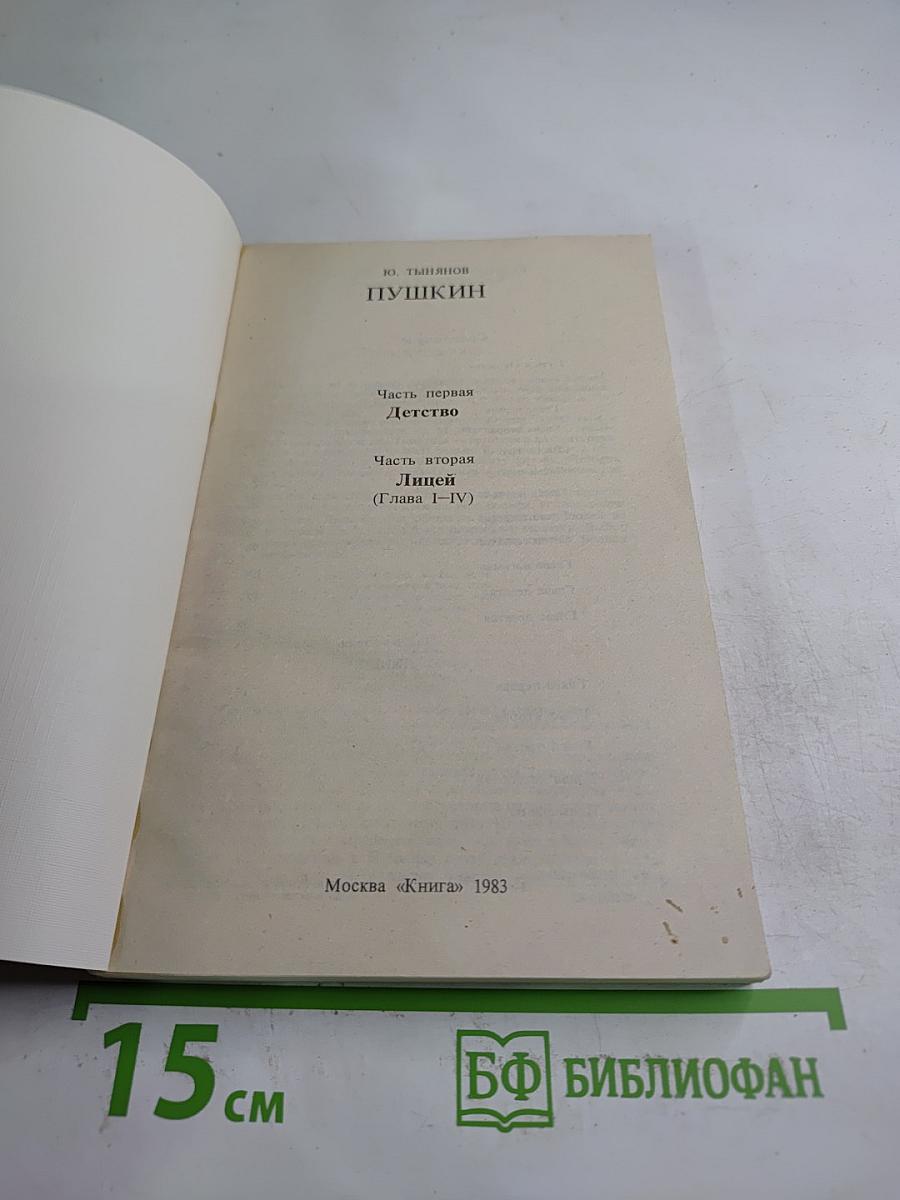 Ю. ТЫНЯНОВ
ПУШКИН
Часть первая
Детство
Часть вторая
Лицей
(Глава I—IV)
Москва «Книга» 1983
15 см
БФ БИБЛИОФАН